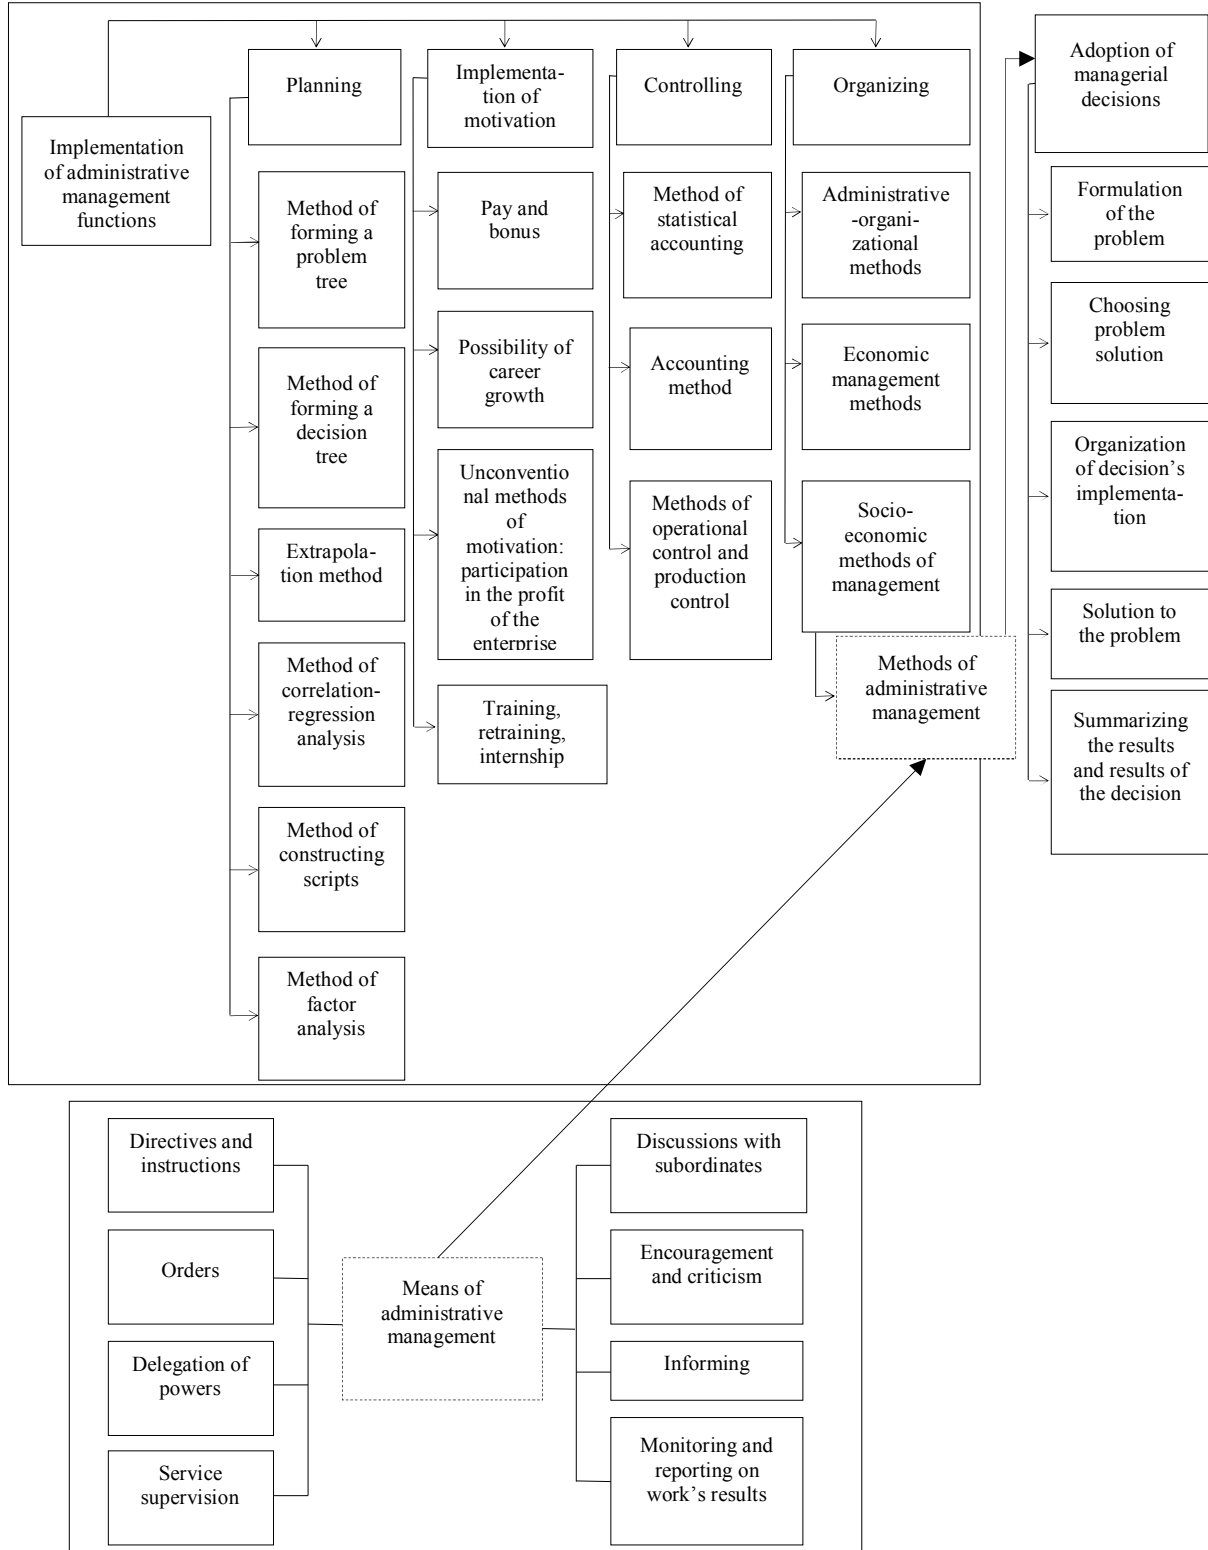 Implementation
of administrative
management
functions
Planning
Method of
forming a
problem
tree
Method of
forming a
decision
tree
Extrapola-
tion method
Method of
correlation-
regression
analysis
Method of
constructing
scripts
Method of
factor
analysis
Implementa-
tion of
motivation
Pay and
bonus
Possibility of
career
growth
Unconventio
nal methods
of
motivation:
participation
in the profit
of the
enterprise
Training,
retraining,
internship
Controlling
Method of
statistical
accounting
Accounting
method
Methods of
operational
control and
production
control
Organizing
Administrative
-organi-
zational
methods
Economic
management
methods
Socio-
economic
methods of
management
Methods of
administrative
management
Adoption of
managerial
decisions
Formulation
of the
problem
Choosing
problem
solution
Organization
of decision’s
implementa-
tion
Solution to
the problem
Summarizing
the results
and results of
the decision
Directives and
instructions
Orders
Delegation of
powers
Service
supervision
Means of
administrative
management
Discussions with
subordinates
Encouragement
and criticism
Informing
Monitoring and
reporting on
work’s results